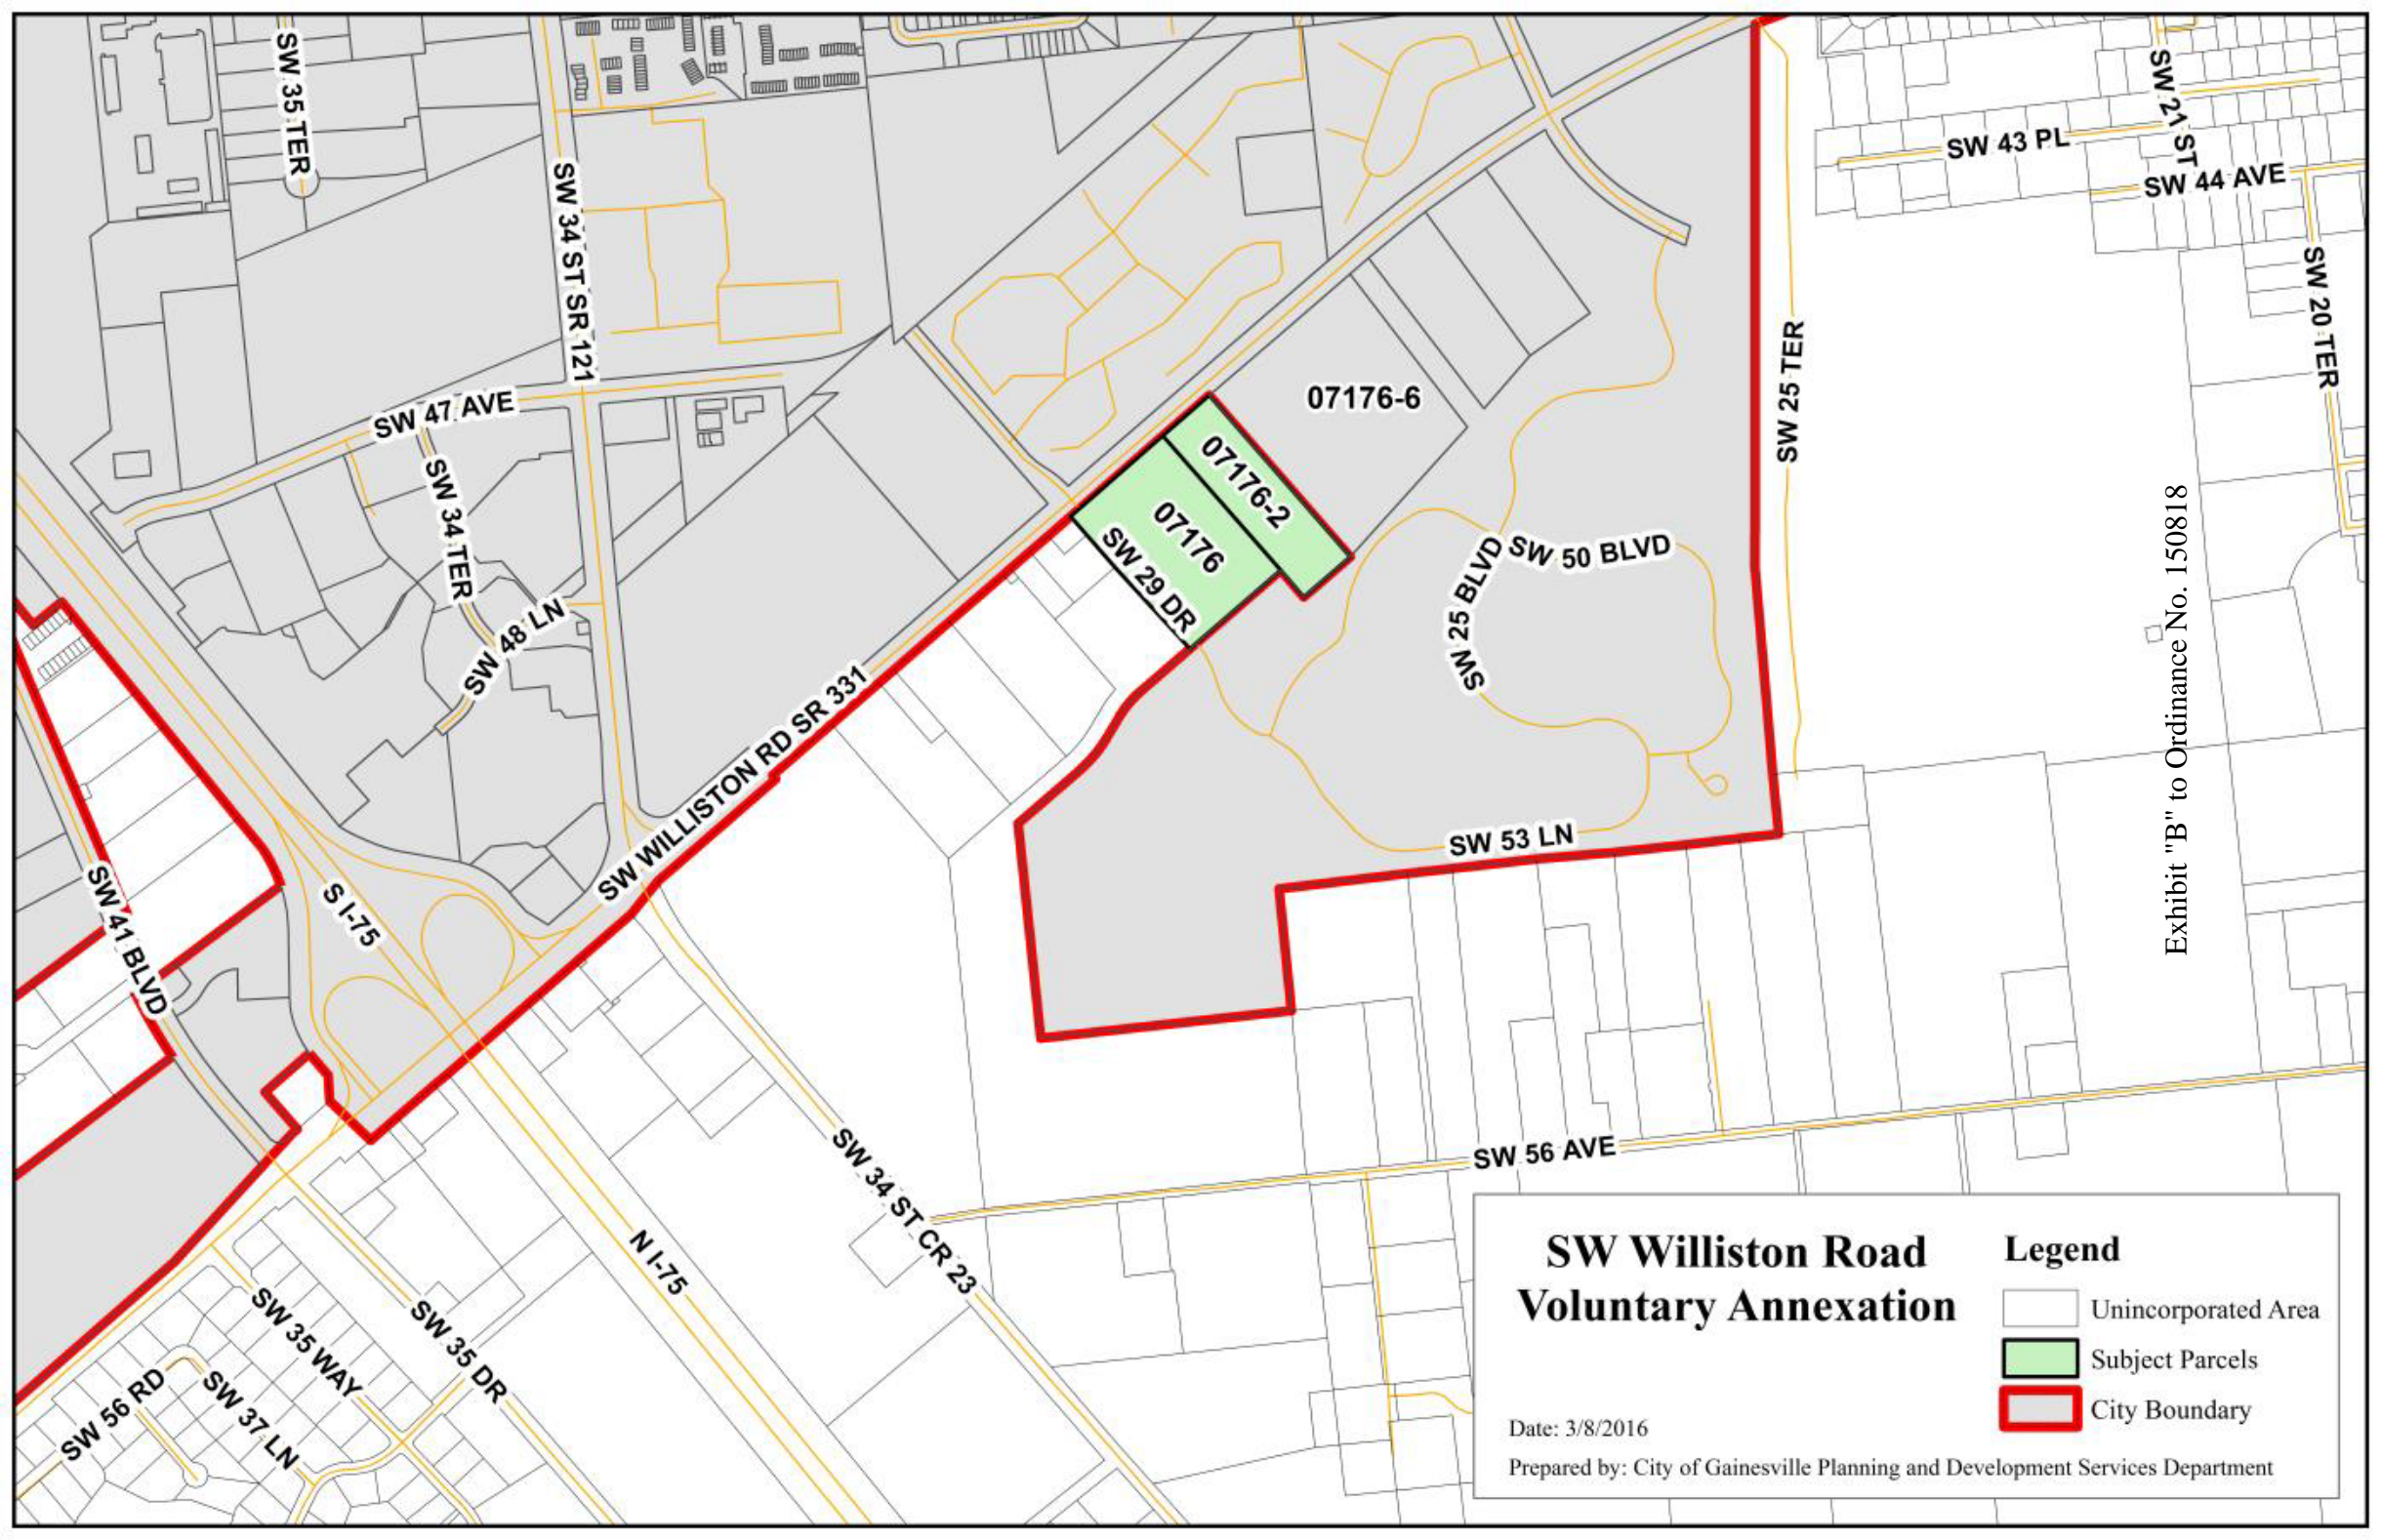 SW 35 TER
SW 34 ST SR 121
SW 21 ST
SW 43 PL
SW 44 AVE
SW 20 TER
SW 25 TER
07176-6
SW 47 AVE
SW 34 TER
07176-2
07176
SW 29 DR
SW 50 BLVD
SW 25 BLVD
SW 48 LN
SW WILLISTON RD SR 331
SW 53 LN
Exhibit "B" to Ordinance No. 150818
SW 41 BLVD
S I-75
SW 34 ST CR 23
SW 56 AVE
N I-75
SW 35 WAY
SW 35 DR
SW 56 RD
SW 37 LN
SW Williston Road
Voluntary Annexation
Legend
Unincorporated Area
Subject Parcels
City Boundary
Date: 3/8/2016
Prepared by: City of Gainesville Planning and Development Services Department